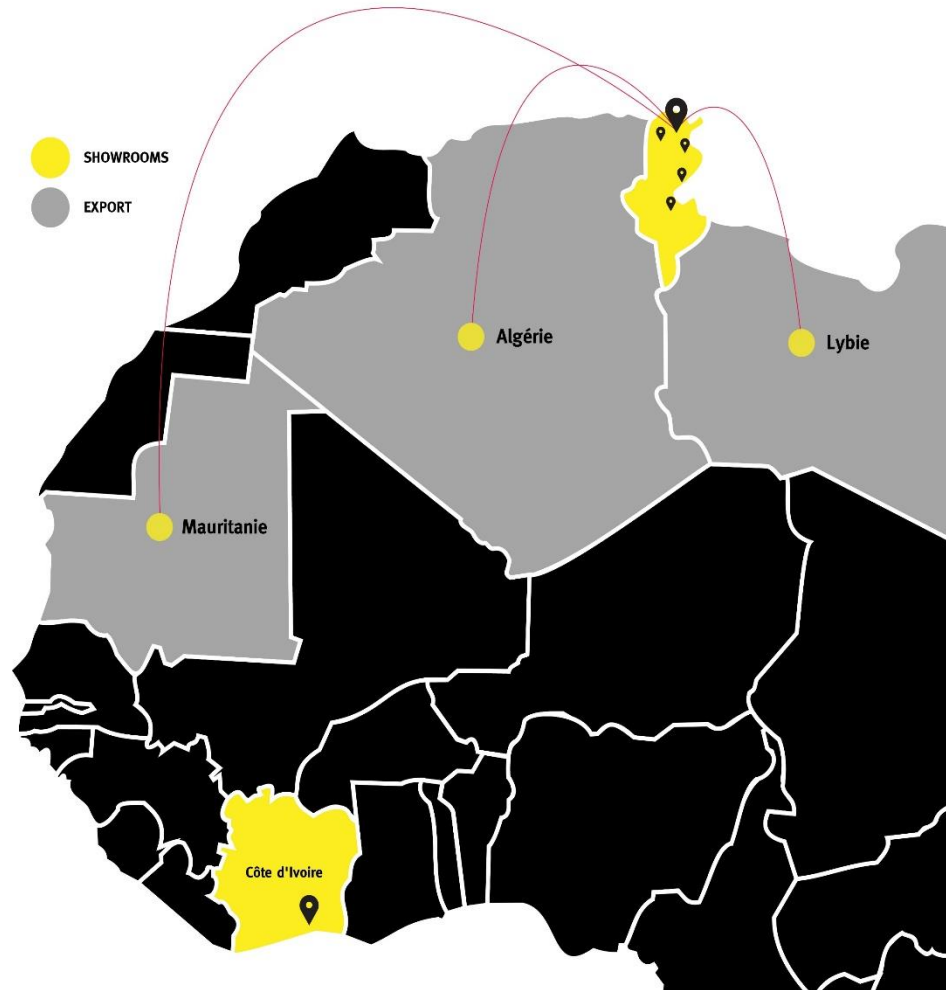 SHOWROOMS
EXPORT
Algérie
Lybie
Mauritanie
Côte d'Ivoire